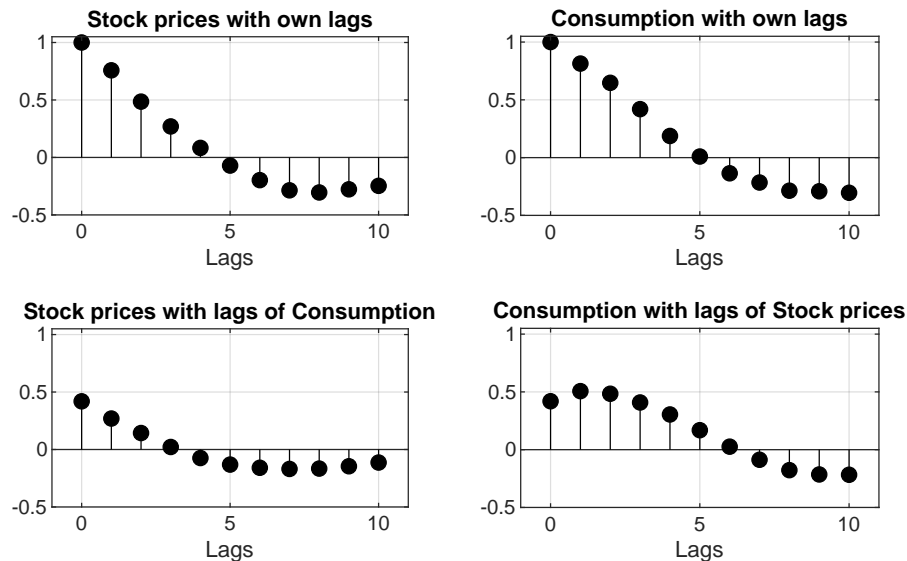 Stock prices with own lags
1
0.5
0
-0.5
0 5 10
Lags
Consumption with own lags
1
0.5
0
-0.5
0 5 10
Lags
Stock prices with lags of Consumption
1
0.5
0
-0.5
0 5 10
Lags
Consumption with lags of Stock prices
1
0.5
0
-0.5
0 5 10
Lags